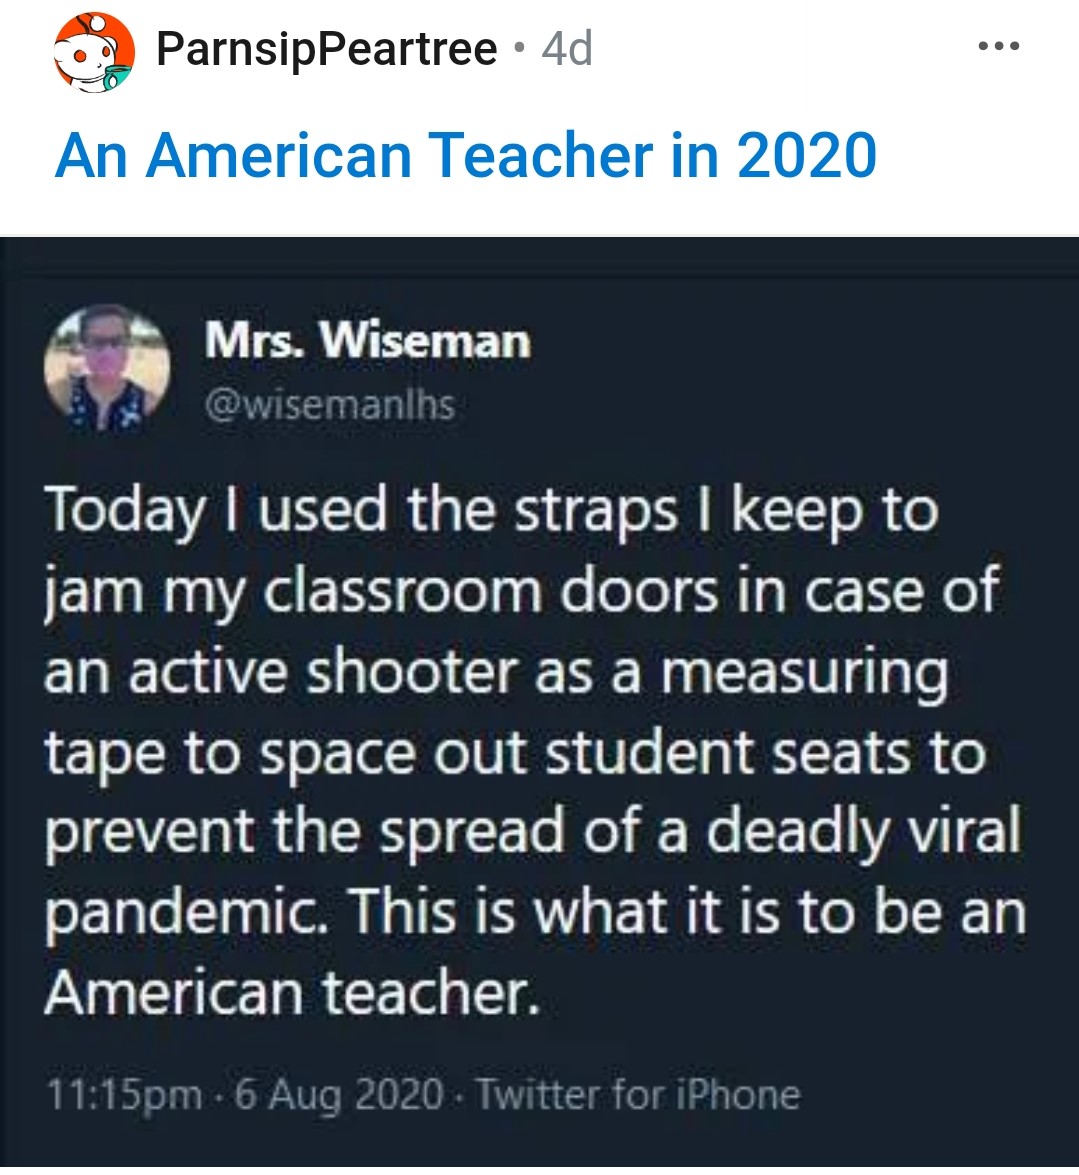 ParnsipPeartree • 4d
An American Teacher in 2020
Mrs. Wiseman
@wisemanlhs
Today I used the straps I keep to
jam my classroom doors in case of
an active shooter as a measuring
tape to space out student seats to
prevent the spread of a deadly viral
pandemic. This is what it is to be an
American teacher.
11:15pm · 6 Aug 2020 · Twitter for iPhone